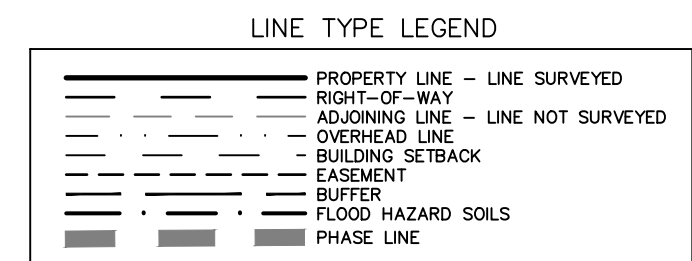 LINE TYPE LEGEND
PROPERTY LINE – LINE SURVEYED
RIGHT–OF–WAY
ADJOINING LINE – LINE NOT SURVEYED
OVERHEAD LINE
BUILDING SETBACK
EASEMENT
BUFFER
FLOOD HAZARD SOILS
PHASE LINE